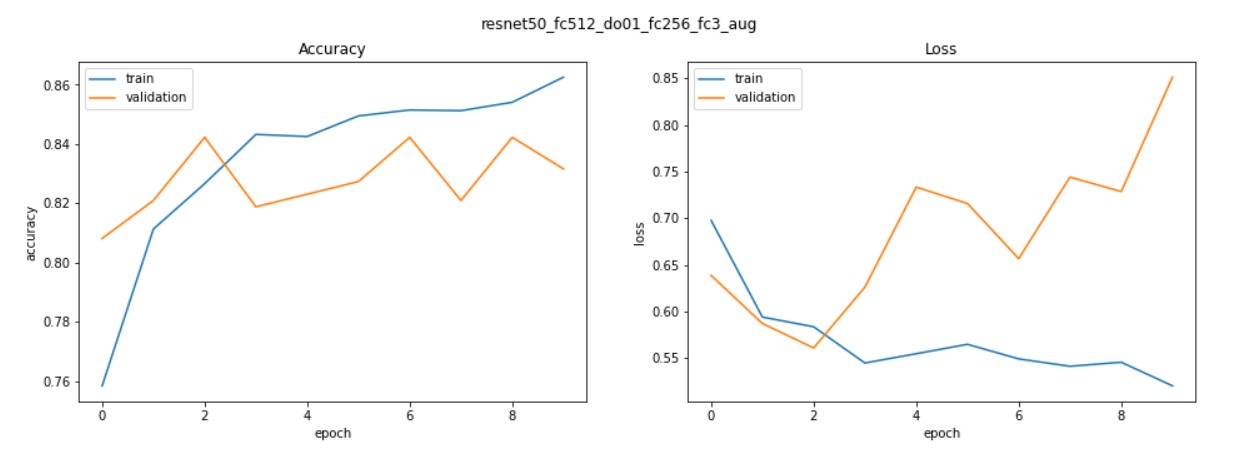 resnet50_fc512_do01_fc256_fc3_aug
Accuracy
train
validation
0.86
0.84
0.82
0.80
0.78
0.76
accuracy
0 2 4 6 8
epoch
Loss
train
validation
0.85
0.80
0.75
0.70
0.65
0.60
0.55
loss
0 2 4 6 8
epoch